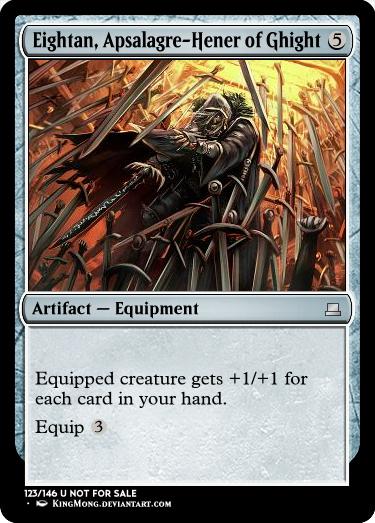 Eightan, Apsalagre-Hener of Ghight 5
Artifact — Equipment
Equipped creature gets +1/+1 for
each card in your hand.
Equip 3
123/146 U NOT FOR SALE
• KingMong.deviantart.com